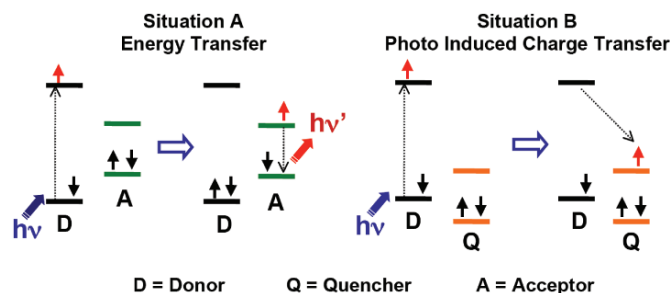 Situation A
Energy Transfer
Situation B
Photo Induced Charge Transfer
hν
D
A
D
A
hν’
hν
D
Q
D
Q
D = Donor Q = Quencher A = Acceptor